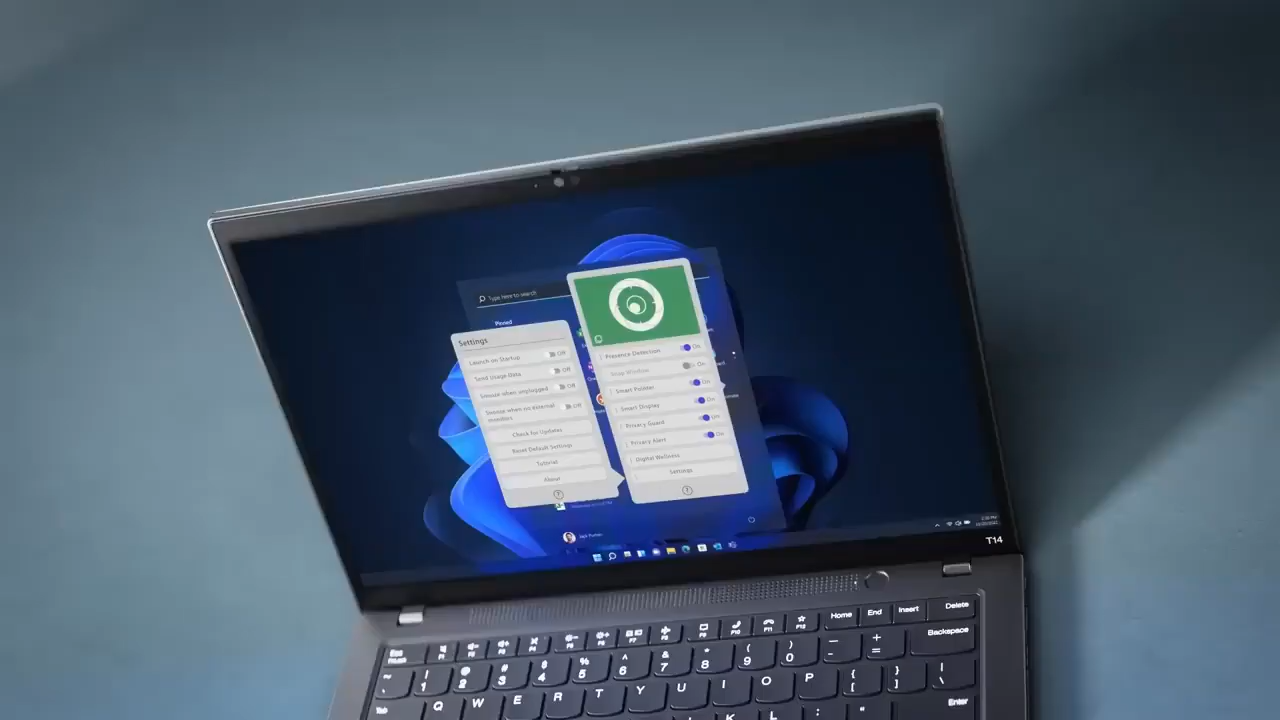 Type here to search
Pinned
Settings
Launch on Startup Off
Send Usage Data Off
Snooze when unplugged Off
Snooze when no external Off
monitors
Check for Updates
Reset Default Settings
Tutorial
About
?
Presence Detection On
Snap Window On
Smart Pointer On
Smart Display On
Privacy Guard On
Privacy Alert On
Digital Wellness
Settings
?
T14
Esc
F1 F4 F5 F6 F7 F8 F9 F10 F11 F12 Home End Insert Delete
~ ! @ # $ % ^ & * ( ) _ + Backspace
1 2 3 4 5 6 7 8 9 0 - =
Tab Q W E R T Y U I O P { } | 
[ ] \
K L : Enter